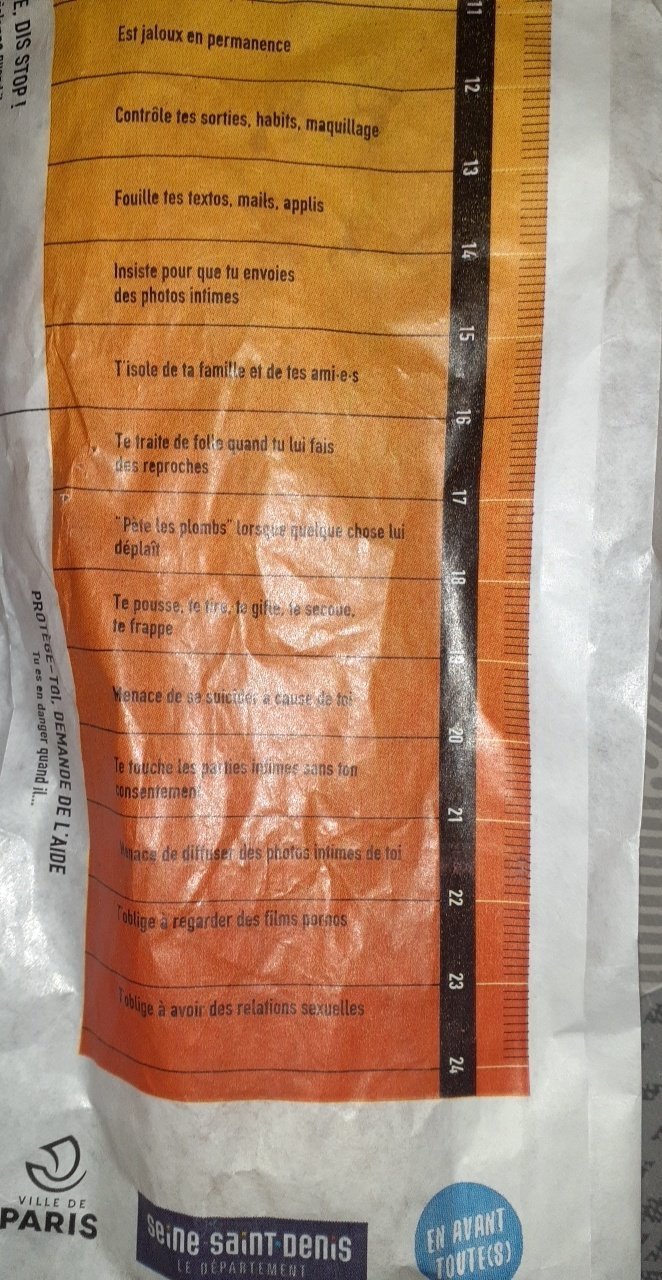 11
Est jaloux en permanence
12
Contrôle tes sorties, habits, maquillage
13
Fouille tes textos, mails, applis
14
Insiste pour que tu envoies
des photos intimes
15
T'isole de ta famille et de tes ami·e·s
16
Te traite de folle quand tu lui fais
des reproches
17
"Pète les plombs" lorsque quelque chose lui
déplaît
18
Te pousse, te tire, te gifle, te secoue,
te frappe
19
Menace de se suicider à cause de toi
20
Te touche les parties intimes sans ton
consentement
21
Menace de diffuser des photos intimes de toi
22
T'oblige à regarder des films pornos
23
T'oblige à avoir des relations sexuelles
24
DIS STOP !
PROTÈGE-TOI, DEMANDE DE L'AIDE
Tu es en danger quand il...
VILLE DE
PARIS
seine-saint-denis
LE DÉPARTEMENT
EN AVANT
TOUTE(S)